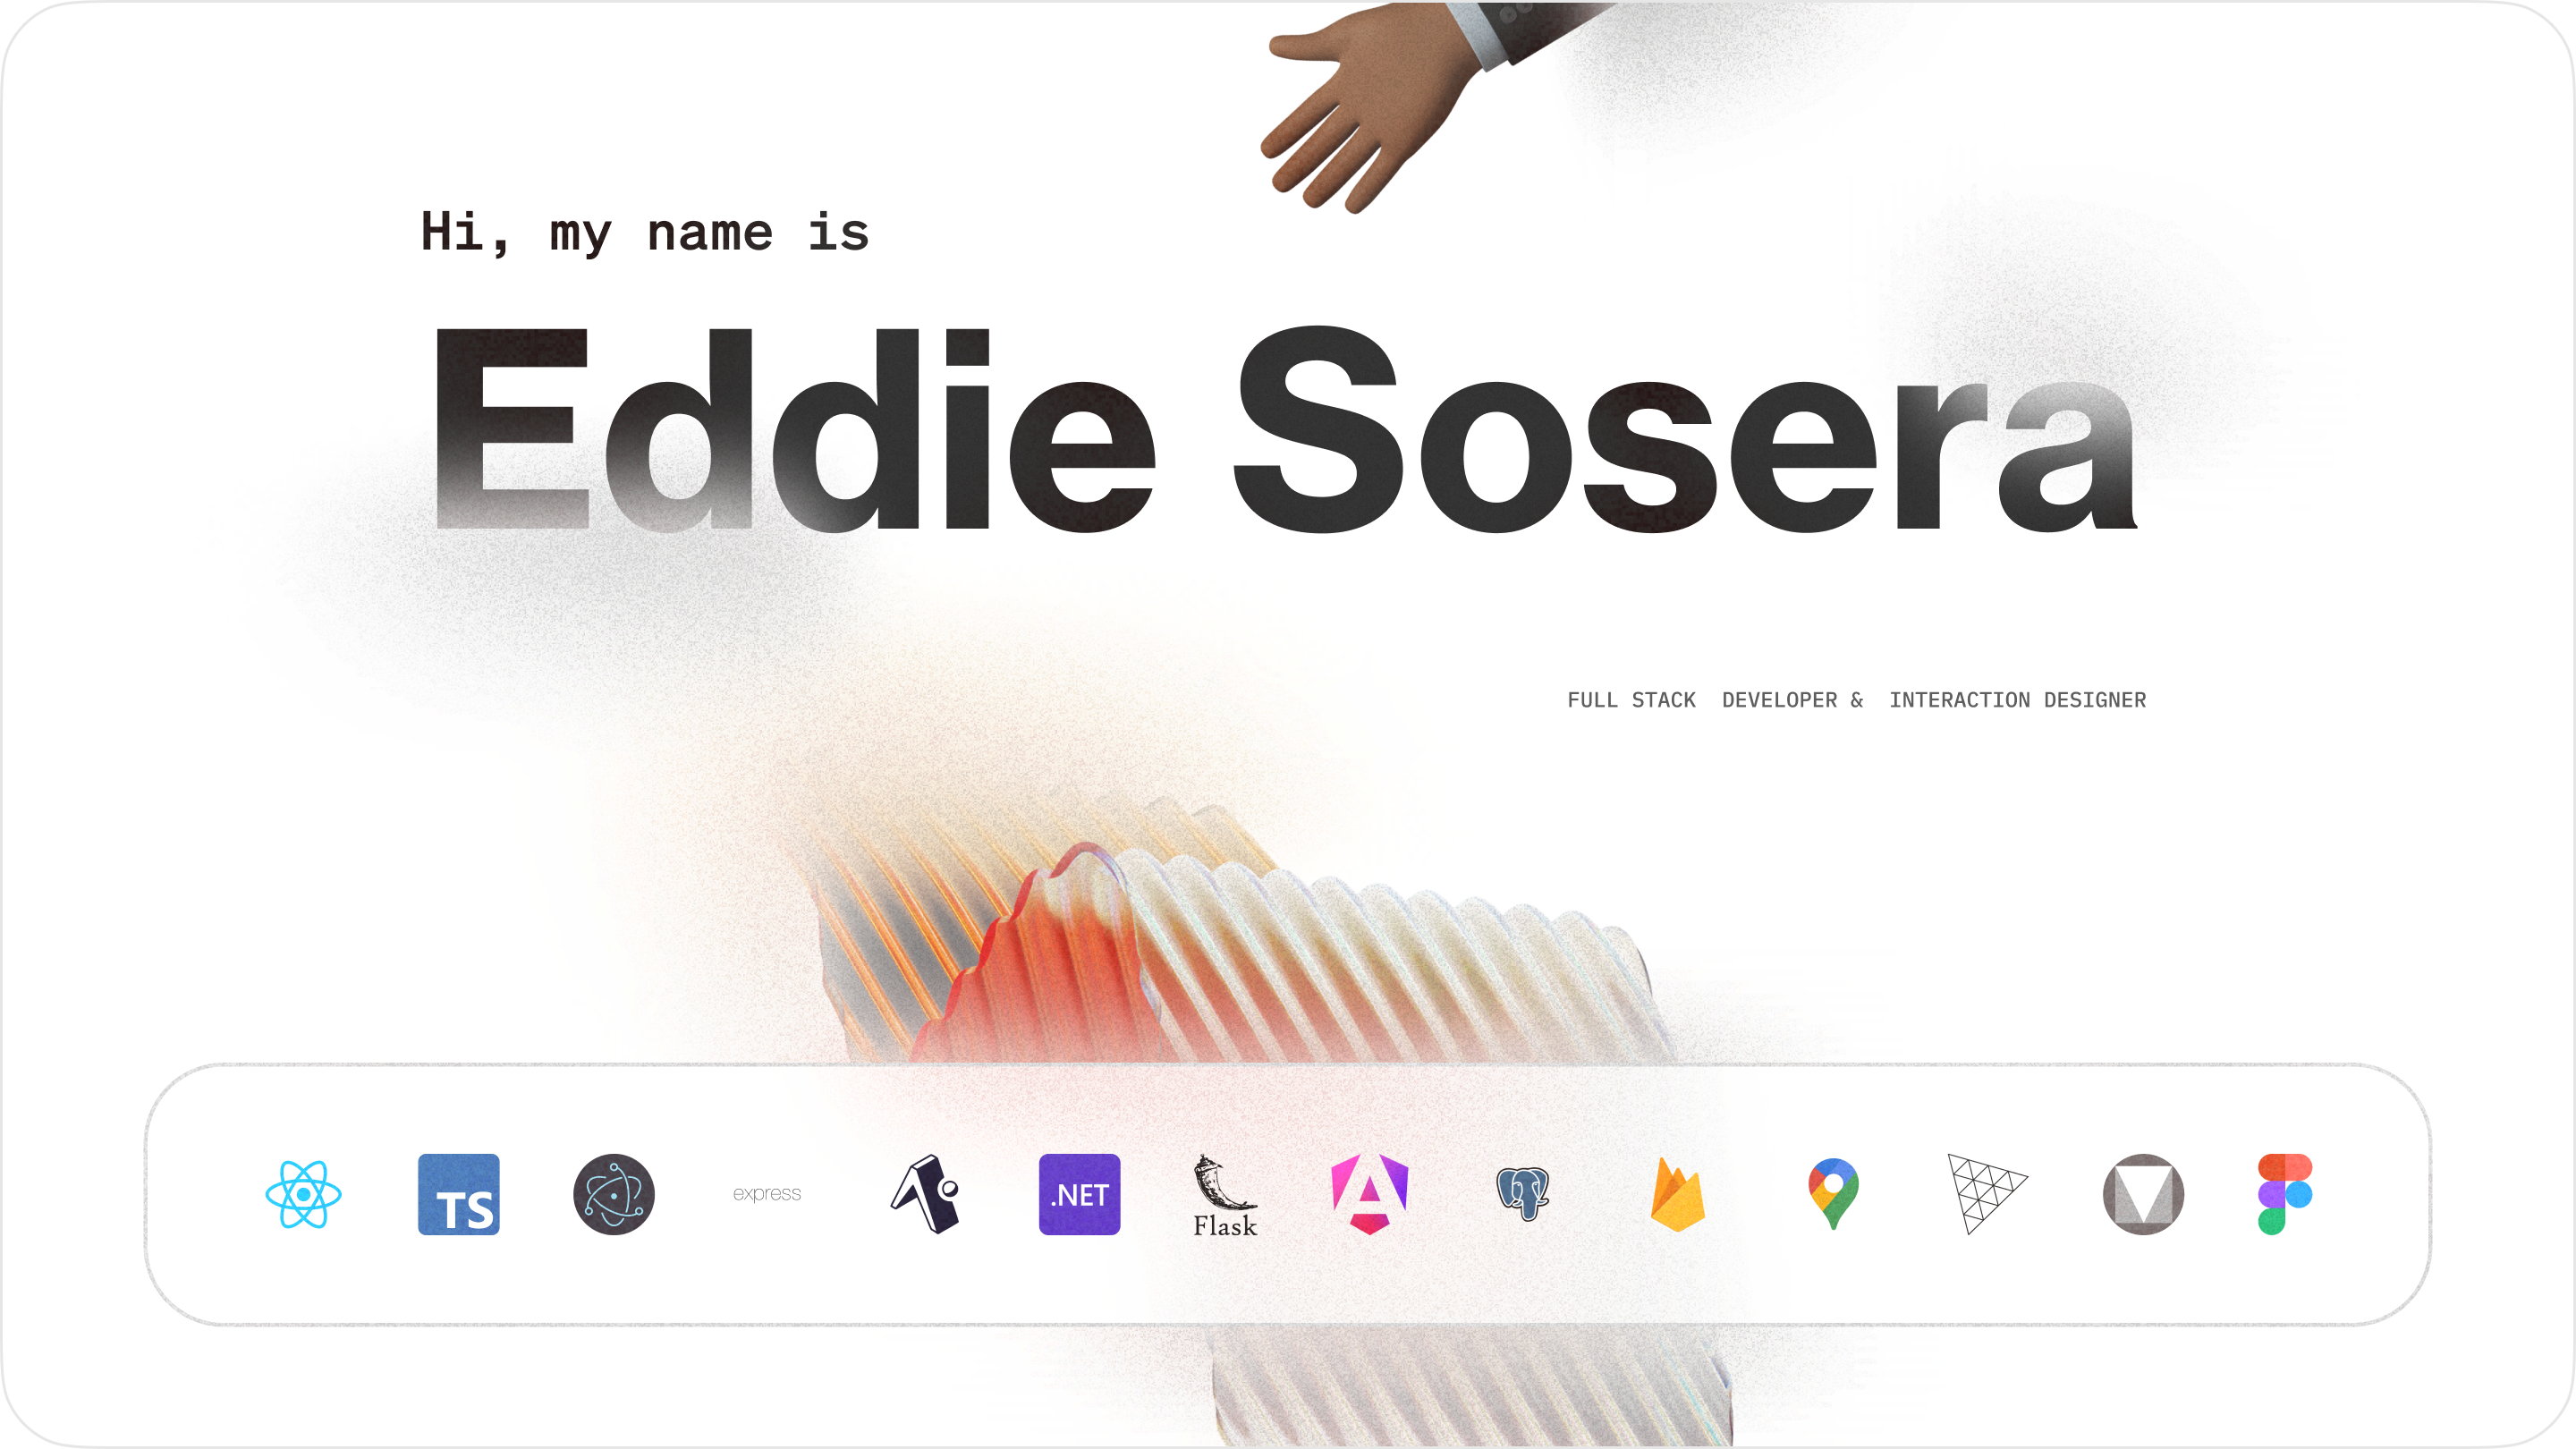 Hi, my name is
Eddie Sosera
FULL STACK DEVELOPER & INTERACTION DESIGNER
TS
express
.NET
Flask